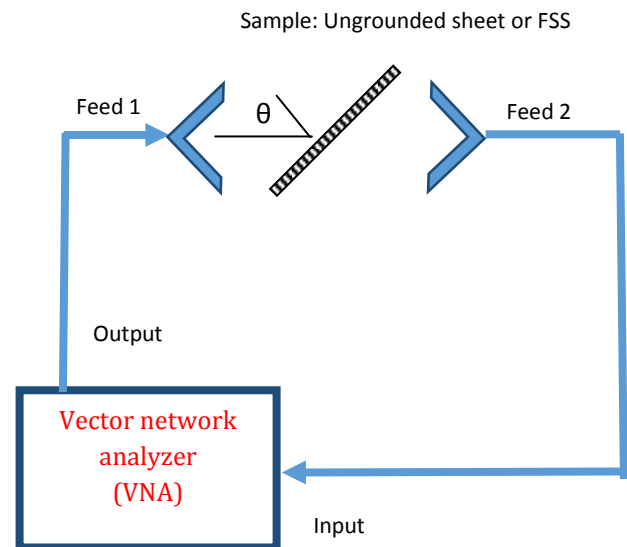 Sample: Ungrounded sheet or FSS
Feed 1
θ
Feed 2
Output
Vector network
analyzer
(VNA)
Input